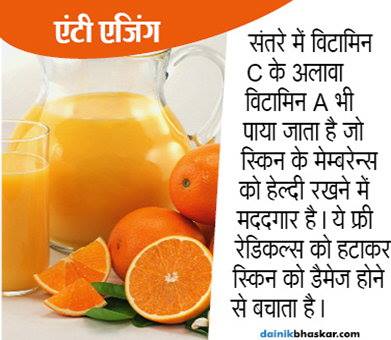 एंटी एजिंग
संतरे में विटामिन
C के अलावा
विटामिन A भी
पाया जाता है जो
स्किन के मेम्बरेन्स
को हेल्दी रखने में
मददगार है। ये फ्री
रेडिकल्स को हटाकर
स्किन को डैमेज होने
से बचाता है।
dainikbhaskar.com